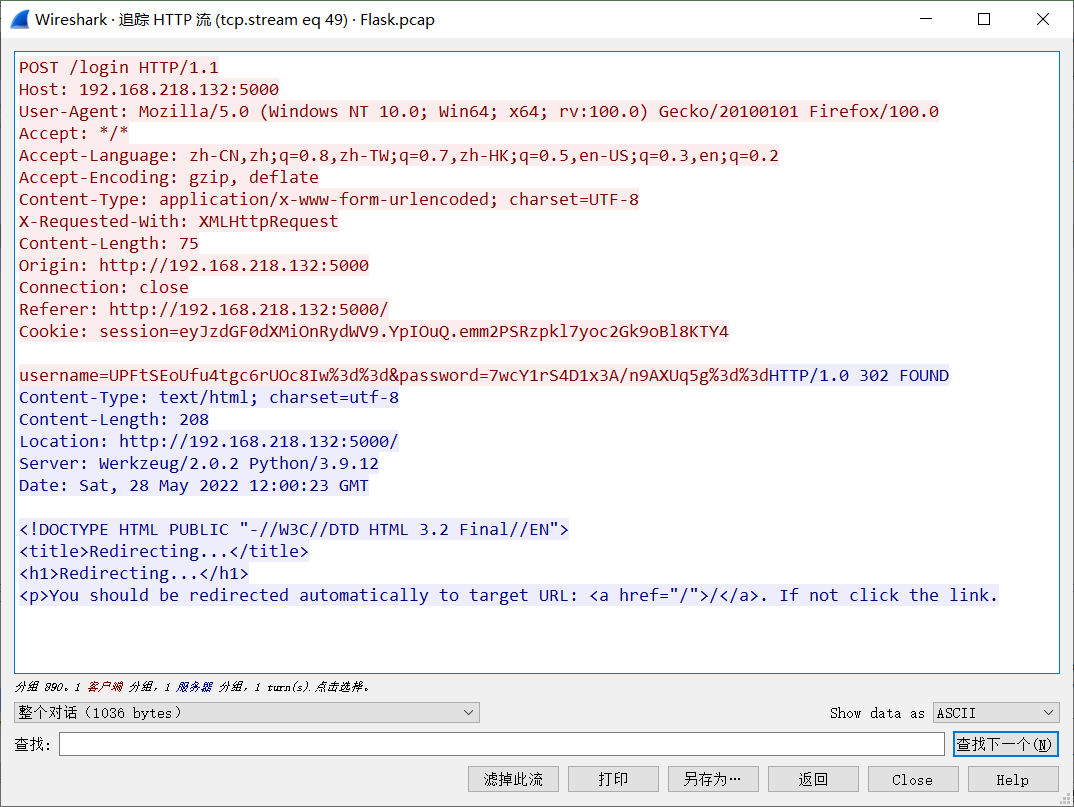 Wireshark · 追踪 HTTP 流 (tcp.stream eq 49) · Flask.pcap
POST /login HTTP/1.1
Host: 192.168.218.132:5000
User-Agent: Mozilla/5.0 (Windows NT 10.0; Win64; x64; rv:100.0) Gecko/20100101 Firefox/100.0
Accept: */*
Accept-Language: zh-CN,zh;q=0.8,zh-TW;q=0.7,zh-HK;q=0.5,en-US;q=0.3,en;q=0.2
Accept-Encoding: gzip, deflate
Content-Type: application/x-www-form-urlencoded; charset=UTF-8
X-Requested-With: XMLHttpRequest
Content-Length: 75
Origin: http://192.168.218.132:5000
Connection: close
Referer: http://192.168.218.132:5000/
Cookie: session=eyJzdGF0dXMiOnRydWV9.YpIOuQ.emm2PSRzpkl7yoc2Gk9oBl8KTY4
username=UPFtSEoUfu4tgc6rUOc8Iw%3d%3d&password=7wcY1rS4D1x3A/n9AXUq5g%3d%3dHTTP/1.0 302 FOUND
Content-Type: text/html; charset=utf-8
Content-Length: 208
Location: http://192.168.218.132:5000/
Server: Werkzeug/2.0.2 Python/3.9.12
Date: Sat, 28 May 2022 12:00:23 GMT
<!DOCTYPE HTML PUBLIC "-//W3C//DTD HTML 3.2 Final//EN">
<title>Redirecting...</title>
<h1>Redirecting...</h1>
<p>You should be redirected automatically to target URL: <a href="/">/</a>. If not click the link.
分组 890。1 客户端 分组，1 服务器 分组，1 turn(s).点击选择。
整个对话（1036 bytes） Show data as ASCII
查找： 查找下一个(N)
滤掉此流 打印 另存为… 返回 Close Help